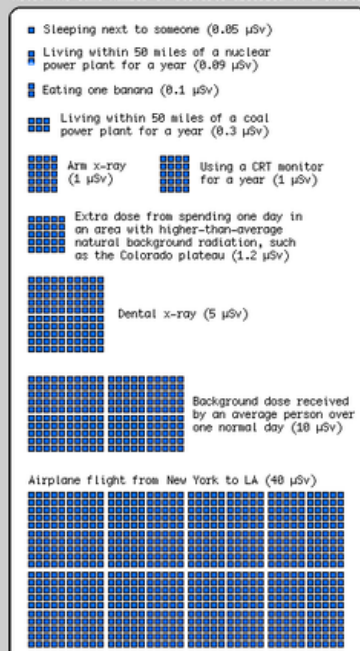 Sleeping next to someone (0.05 µSv)
Living within 50 miles of a nuclear
power plant for a year (0.09 µSv)
Eating one banana (0.1 µSv)
Living within 50 miles of a coal
power plant for a year (0.3 µSv)
Arm x-ray
(1 µSv)
Using a CRT monitor
for a year (1 µSv)
Extra dose from spending one day in
an area with higher-than-average
natural background radiation, such
as the Colorado plateau (1.2 µSv)
Dental x-ray (5 µSv)
Background dose received
by an average person over
one normal day (10 µSv)
Airplane flight from New York to LA (40 µSv)